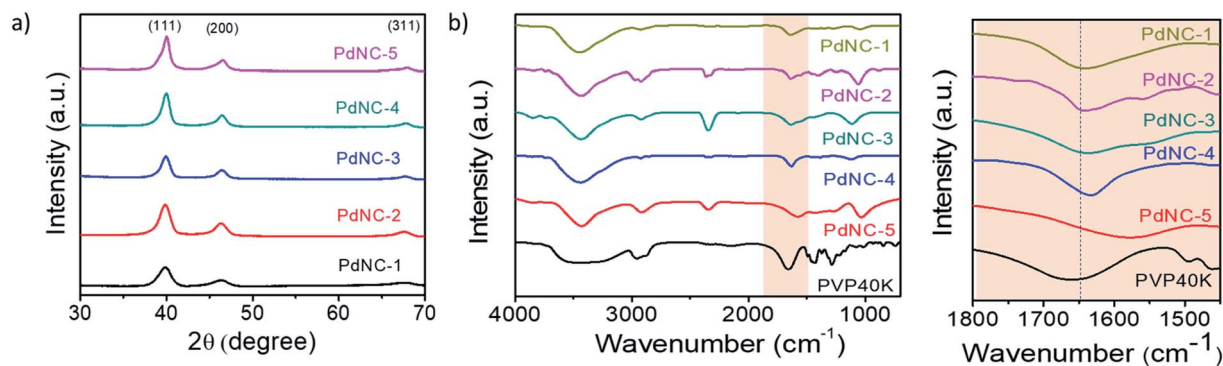 a)
(111)
(200)
(311)
PdNC-5
PdNC-4
PdNC-3
PdNC-2
PdNC-1
Intensity (a.u.)
30 40 50 60 70
2θ (degree)
b)
PdNC-1
PdNC-2
PdNC-3
PdNC-4
PdNC-5
PVP40K
Intensity (a.u.)
4000 3000 2000 1000
Wavenumber (cm-1)
PdNC-1
PdNC-2
PdNC-3
PdNC-4
PdNC-5
PVP40K
Intensity (a.u.)
1800 1700 1600 1500
Wavenumber (cm-1)